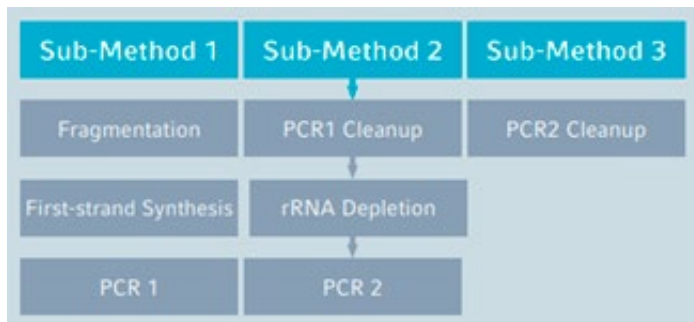 Sub-Method 1 Sub-Method 2 Sub-Method 3
Fragmentation PCR1 Cleanup PCR2 Cleanup
First-strand Synthesis rRNA Depletion
PCR 1 PCR 2